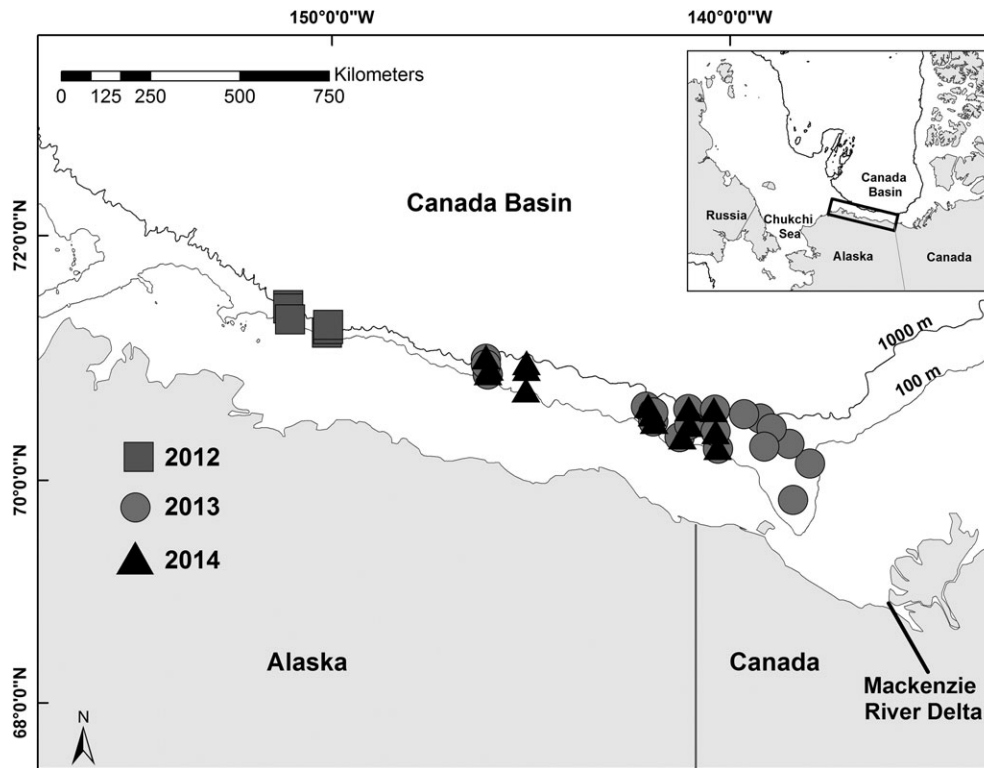 150°0'0"W
140°0'0"W
Kilometers
0 125 250 500 750
72°0'0"N
70°0'0"N
68°0'0"N
Canada Basin
Canada
Basin
Russia
Chukchi
Sea
Alaska
Canada
1000 m
100 m
2012
2013
2014
Alaska
Canada
Mackenzie
River Delta
N